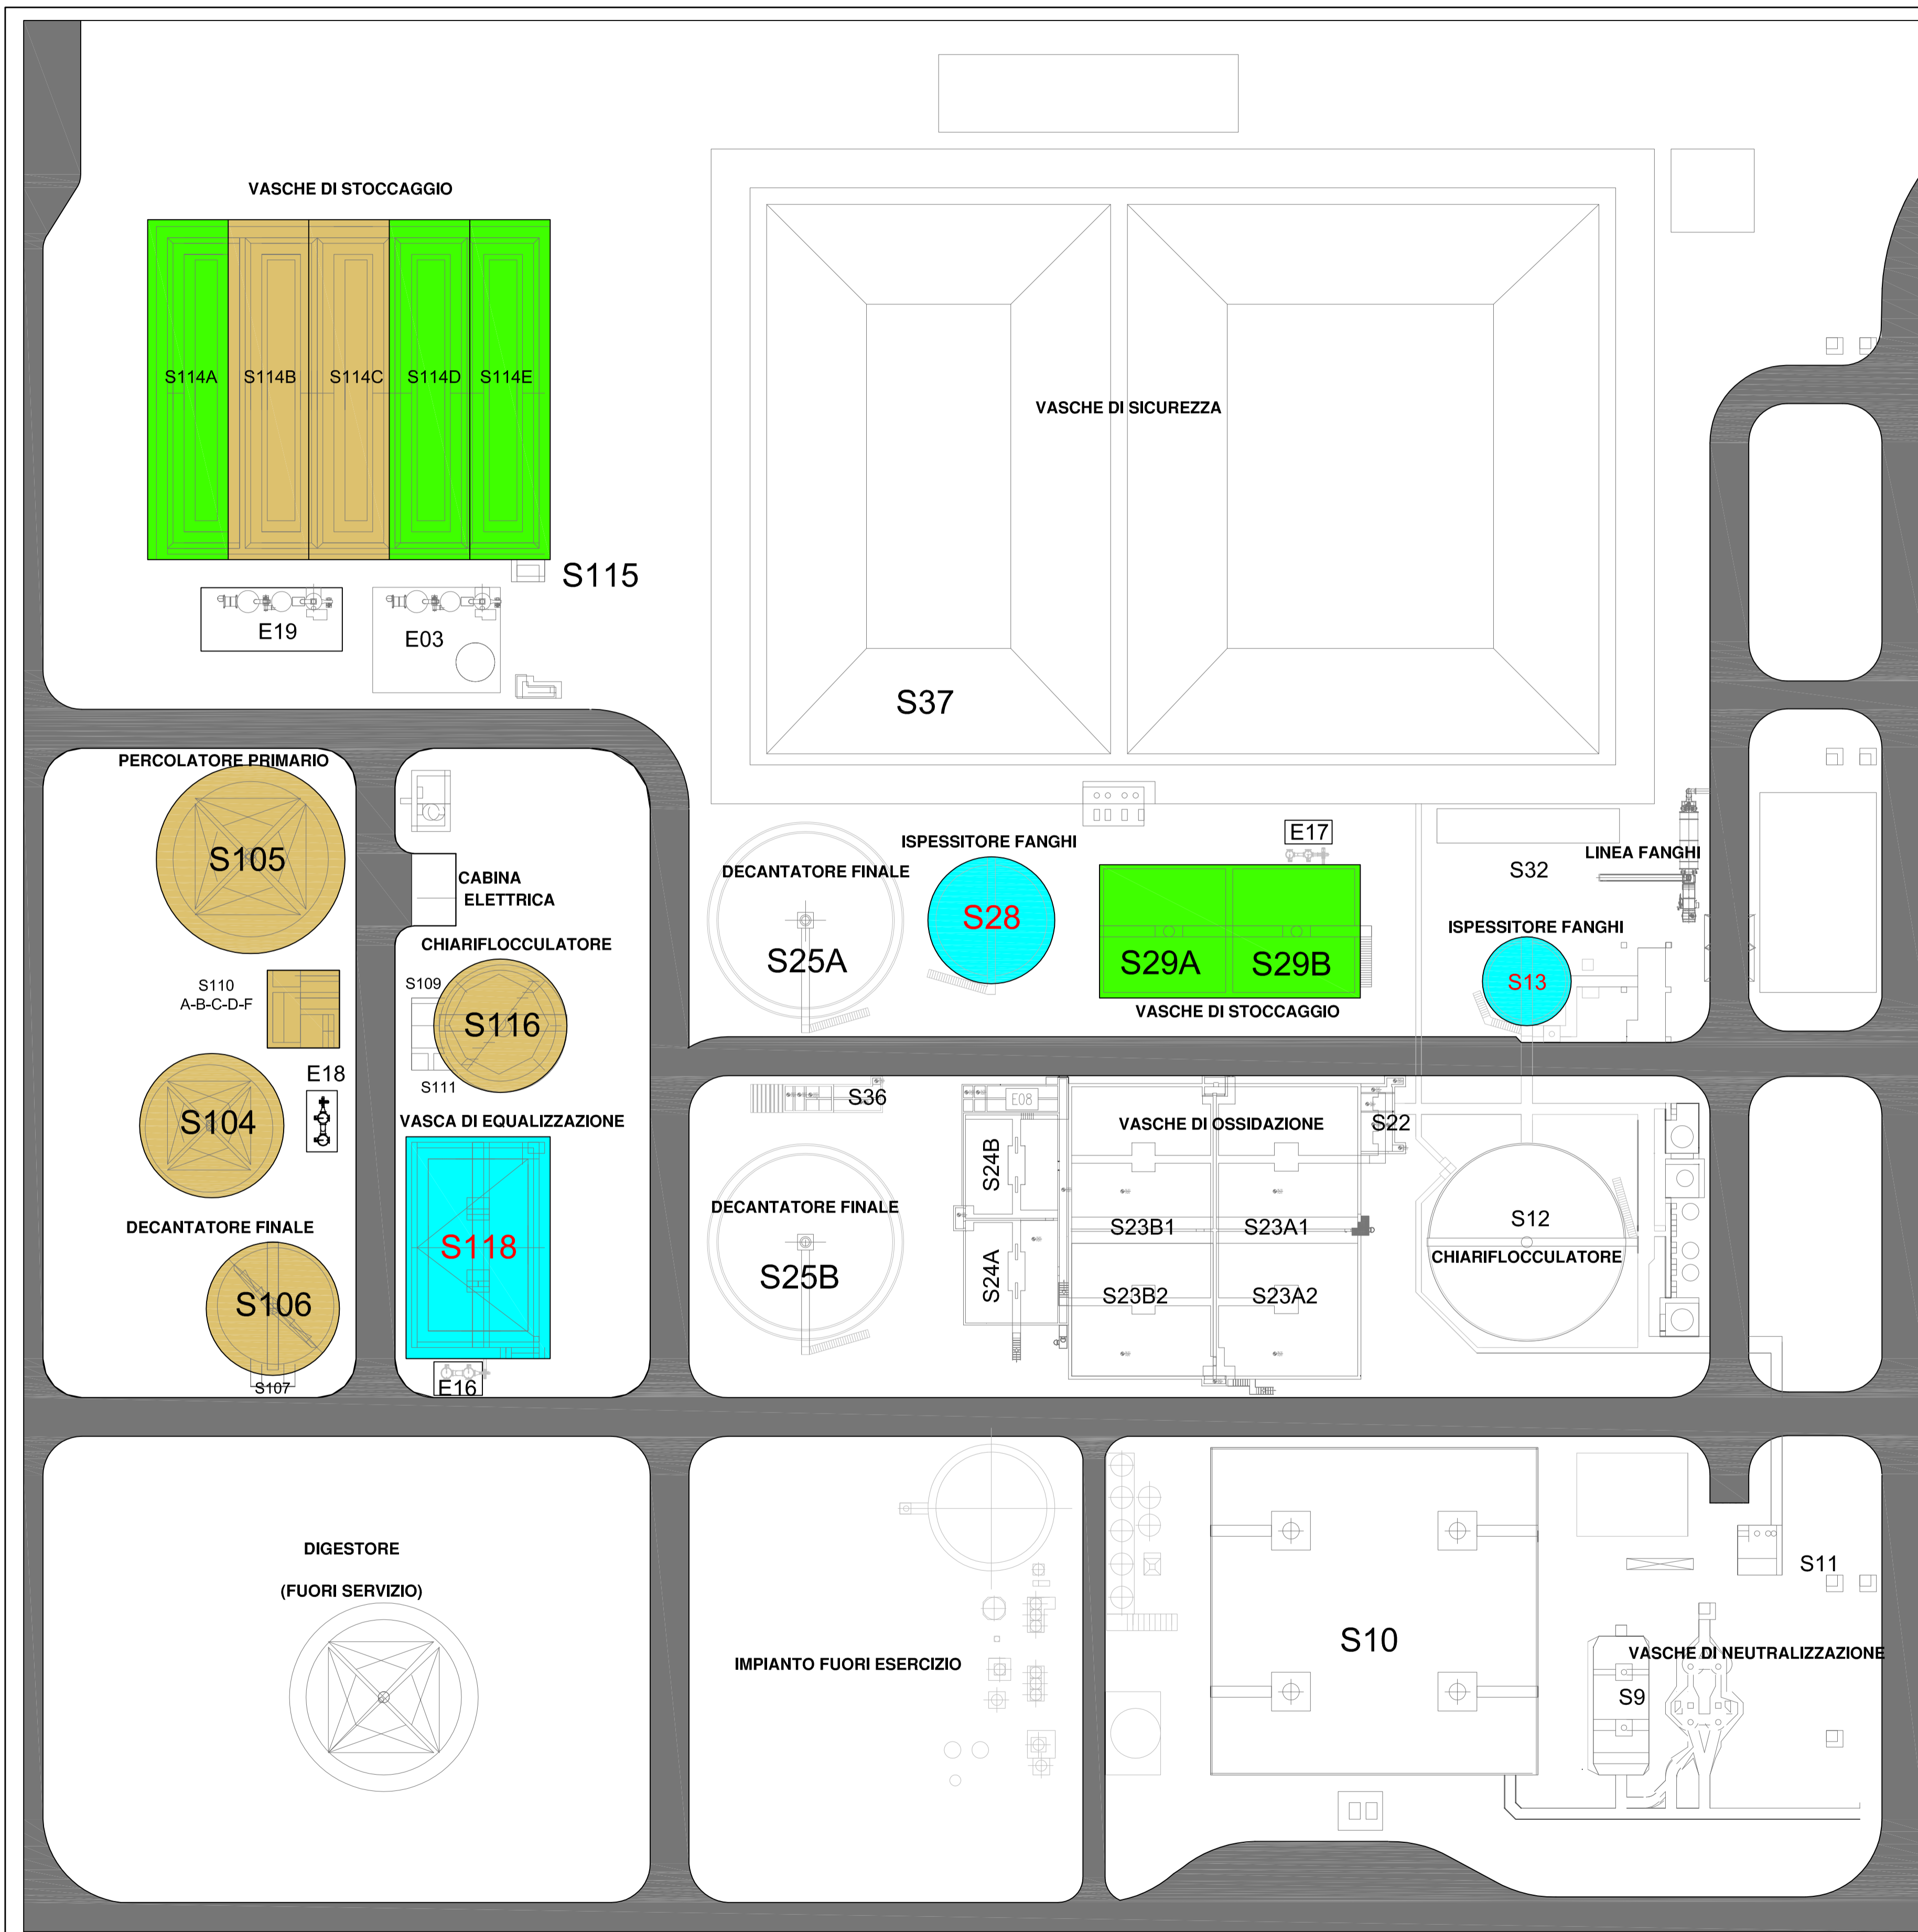 VASCHE DI STOCCAGGIO
S114A
S114B
S114C
S114D
S114E
S115
E19
E03
VASCHE DI SICUREZZA
S37
PERCOLATORE PRIMARIO
S105
CABINA
ELETTRICA
CHIARIFLOCCULATORE
S109
S116
S111
S110
A-B-C-D-F
E18
S104
VASCA DI EQUALIZZAZIONE
S118
E16
DECANTATORE FINALE
S106
S107
DECANTATORE FINALE
S25A
ISPESSITORE FANGHI
S28
E17
S29A
S29B
VASCHE DI STOCCAGGIO
S32
LINEA FANGHI
ISPESSITORE FANGHI
S13
S36
E08
VASCHE DI OSSIDAZIONE
S22
S24B
S24A
DECANTATORE FINALE
S25B
S23B1
S23A1
S23B2
S23A2
S12
CHIARIFLOCCULATORE
DIGESTORE
(FUORI SERVIZIO)
IMPIANTO FUORI ESERCIZIO
S10
S11
VASCHE DI NEUTRALIZZAZIONE
S9